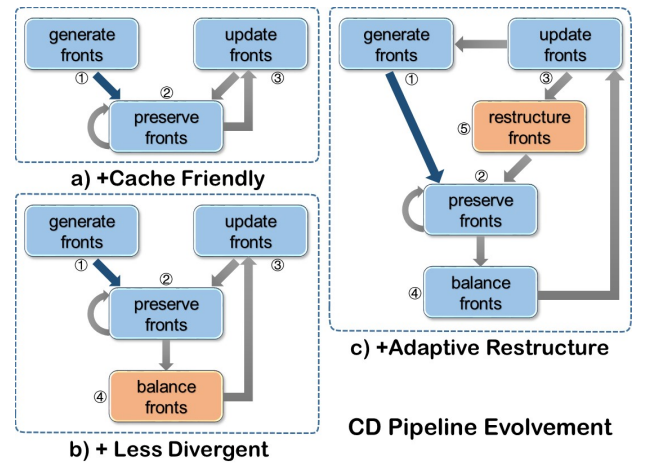 generate
fronts
①
update
fronts
③
②
preserve
fronts
a) +Cache Friendly
generate
fronts
①
update
fronts
③
②
preserve
fronts
④
balance
fronts
b) + Less Divergent
generate
fronts
①
update
fronts
③
⑤
restructure
fronts
②
preserve
fronts
④
balance
fronts
c) +Adaptive Restructure
CD Pipeline Evolvement